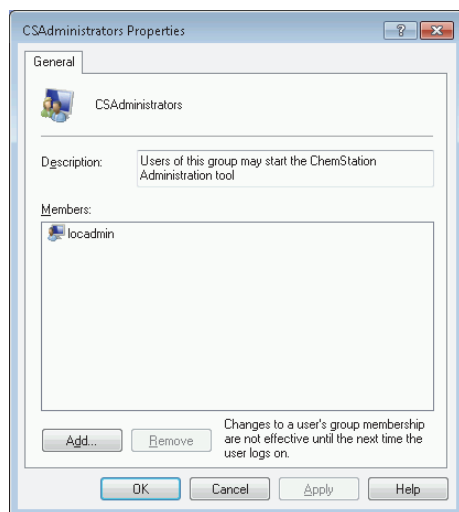 CSAdministrators Properties
General
CSAdministrators
Description:
Users of this group may start the ChemStation
Administration tool
Members:
locadmin
Add...
Remove
Changes to a user's group membership
are not effective until the next time the
user logs on.
OK
Cancel
Apply
Help